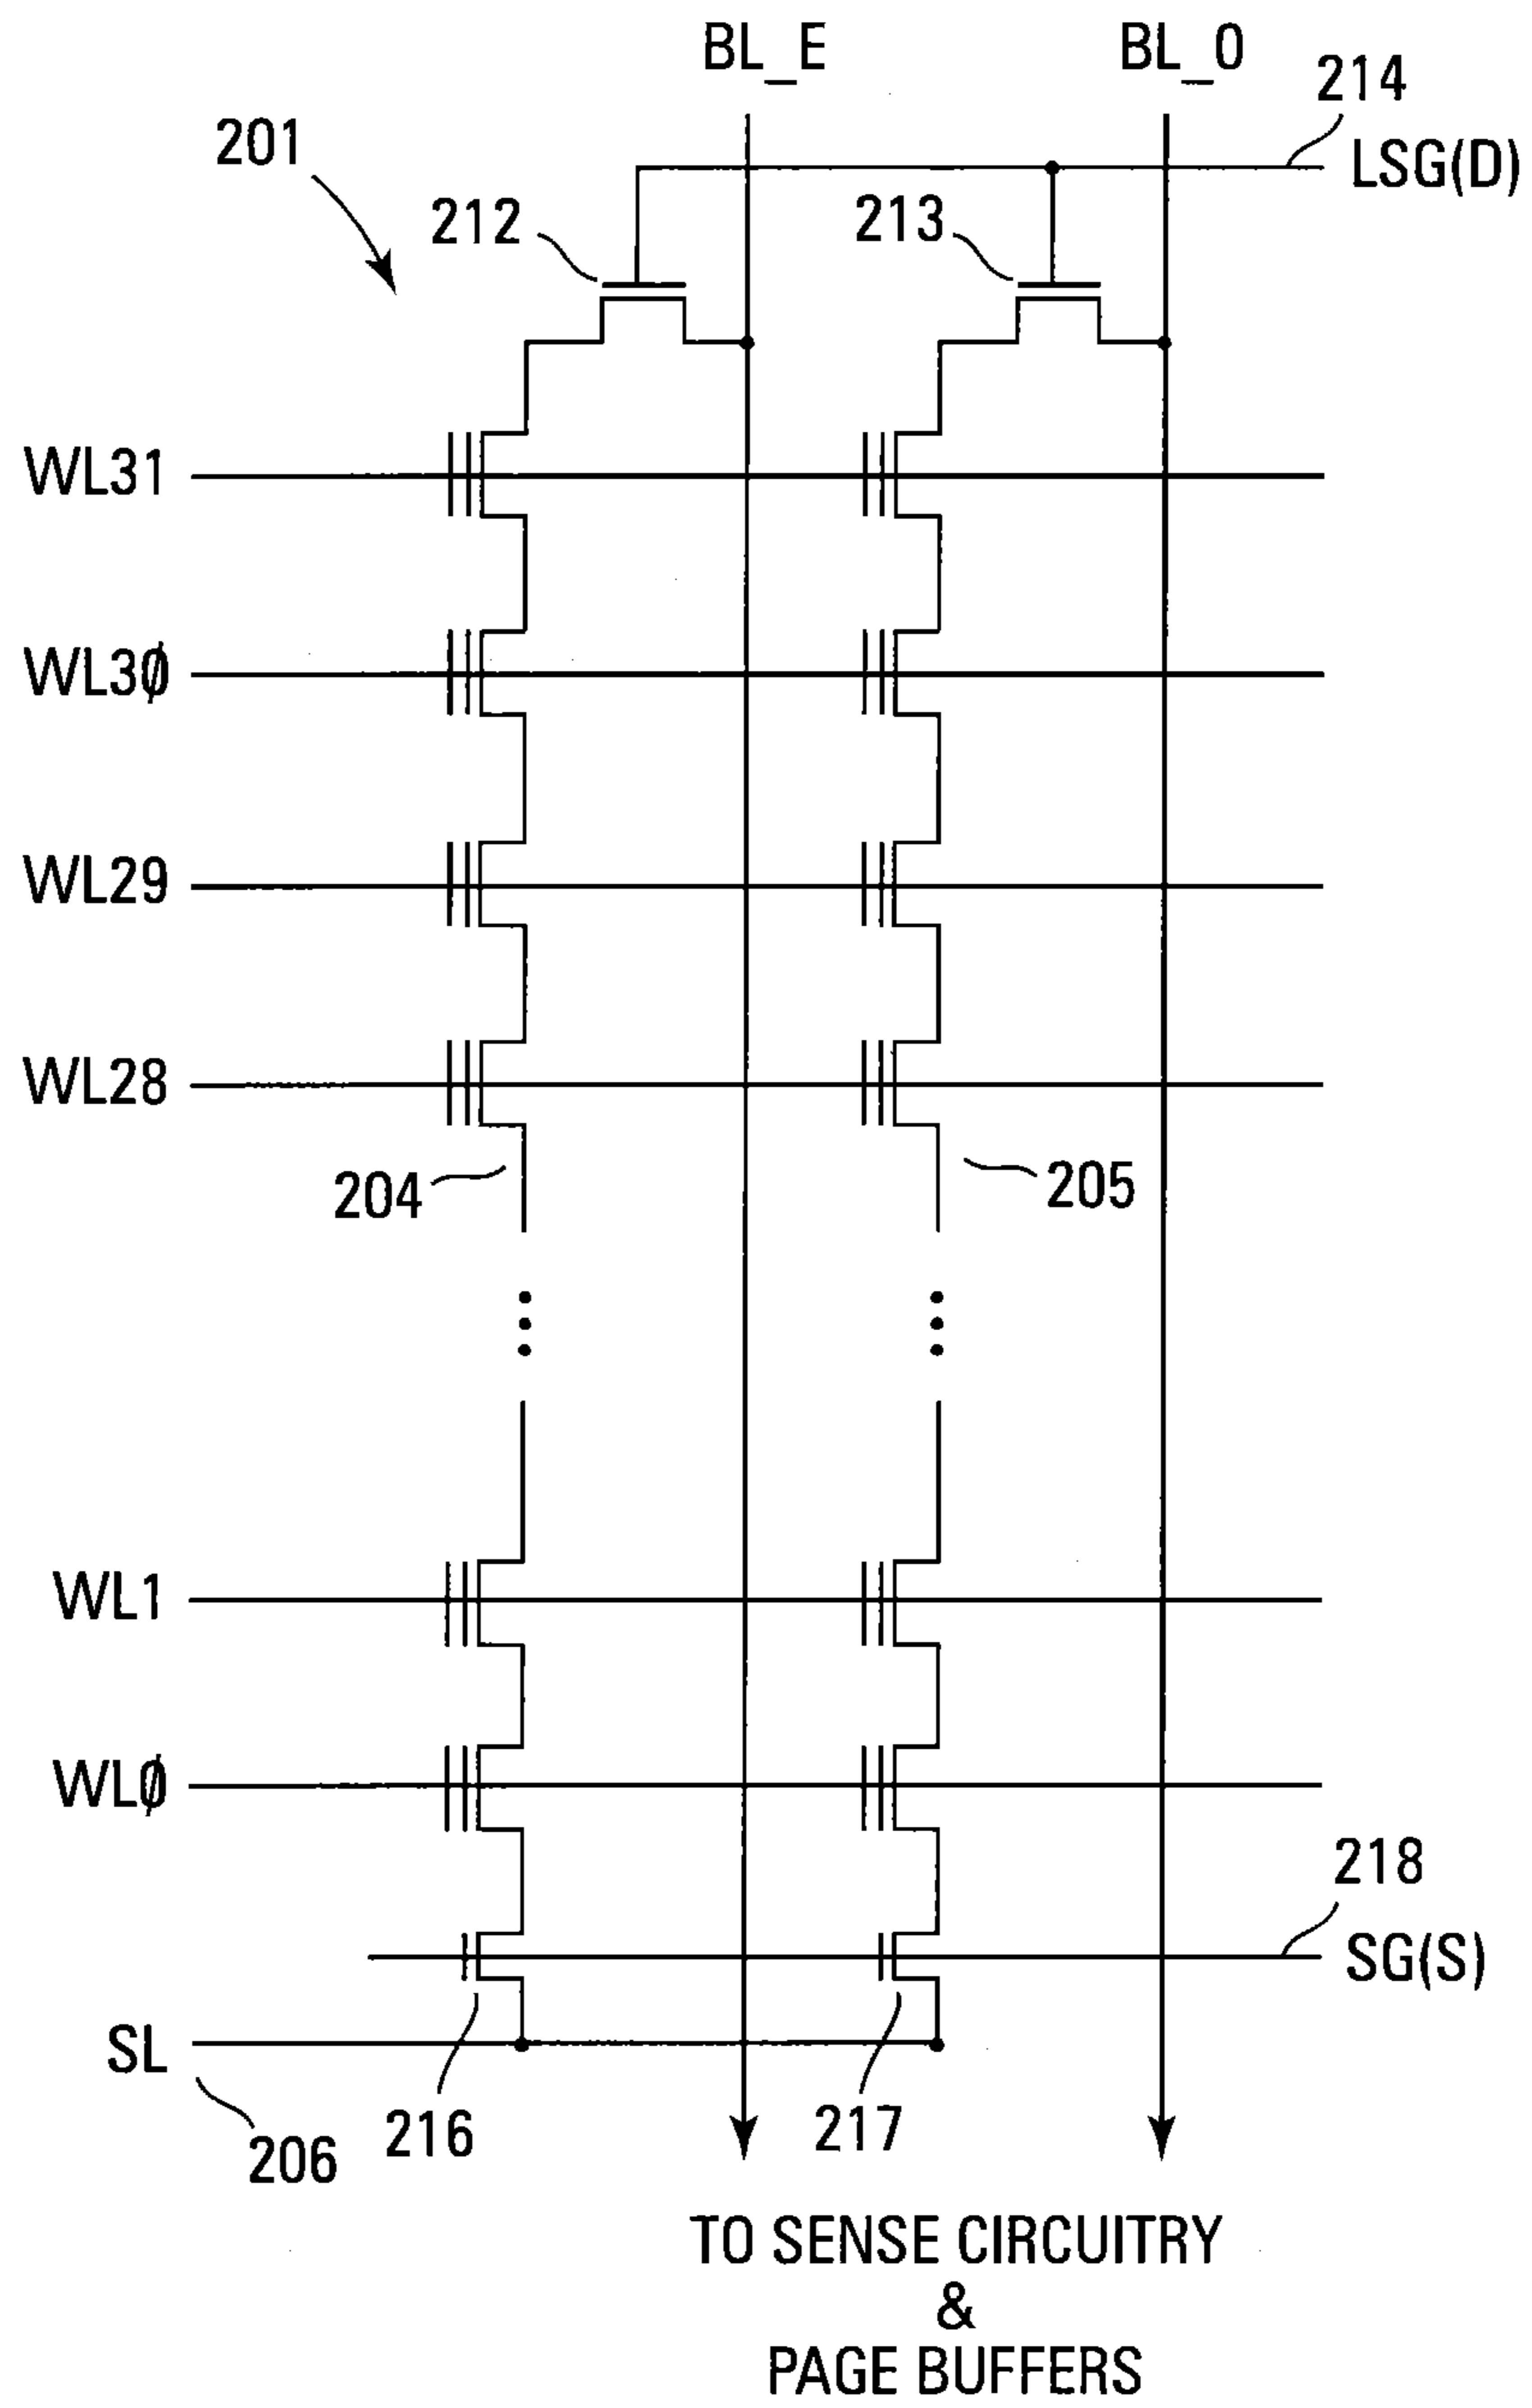 BL_E
BL_O
214
LSG(D)
201
212
213
WL31
WL3Ø
WL29
WL28
204
205
WL1
WLØ
218
SG(S)
SL
206
216
217
TO SENSE CIRCUITRY
&
PAGE BUFFERS